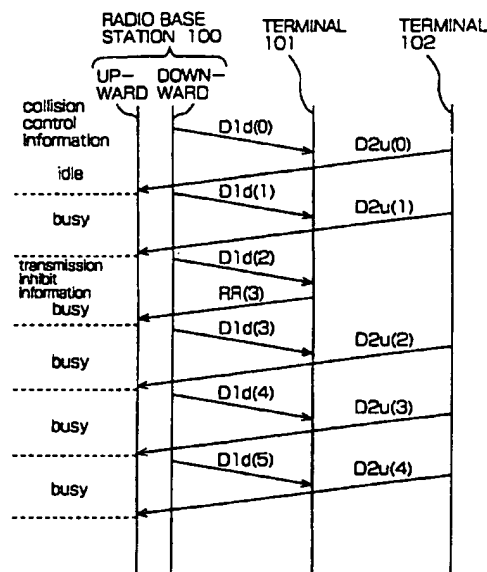 RADIO BASE
STATION 100
TERMINAL
101
TERMINAL
102
UP-
WARD
DOWN-
WARD
collision
control
information
D1d(0)
D2u(0)
idle
D1d(1)
D2u(1)
busy
D1d(2)
transmission
inhibit
information
RR(3)
busy
D1d(3)
D2u(2)
busy
D1d(4)
D2u(3)
busy
D1d(5)
D2u(4)
busy